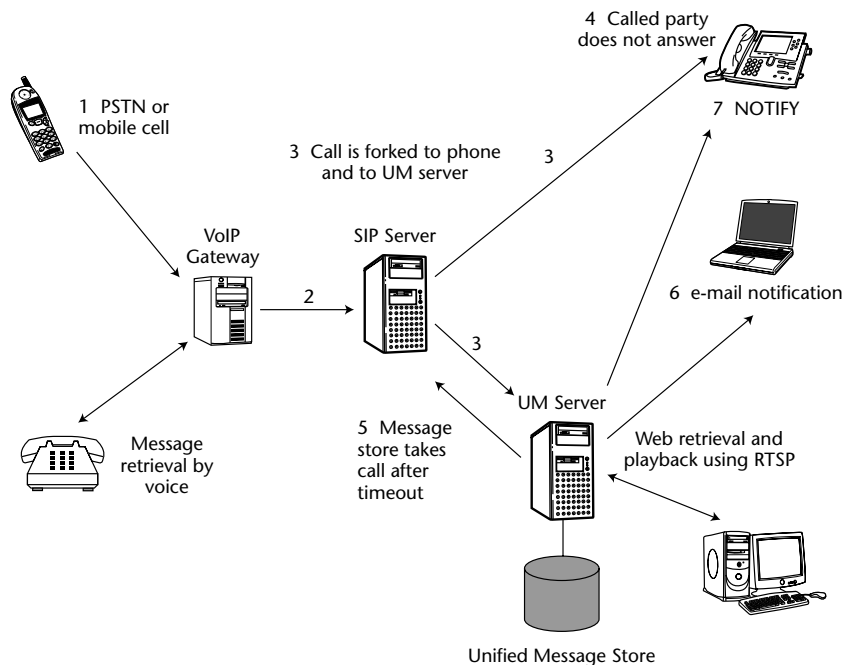 4 Called party
does not answer
1 PSTN or
mobile cell
7 NOTIFY
3 Call is forked to phone
and to UM server
3
VoIP
Gateway
SIP Server
2
6 e-mail notification
3
UM Server
5 Message
store takes
call after
timeout
Message
retrieval by
voice
Web retrieval and
playback using RTSP
Unified Message Store